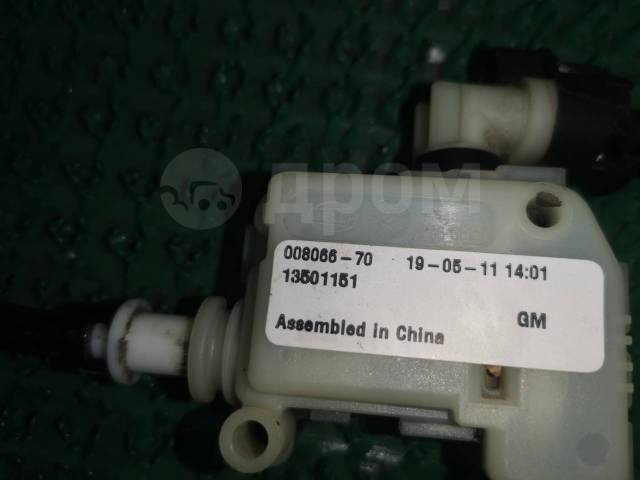 дром
008066-70 19-05-11 14:01
13501151
Assembled in China GM